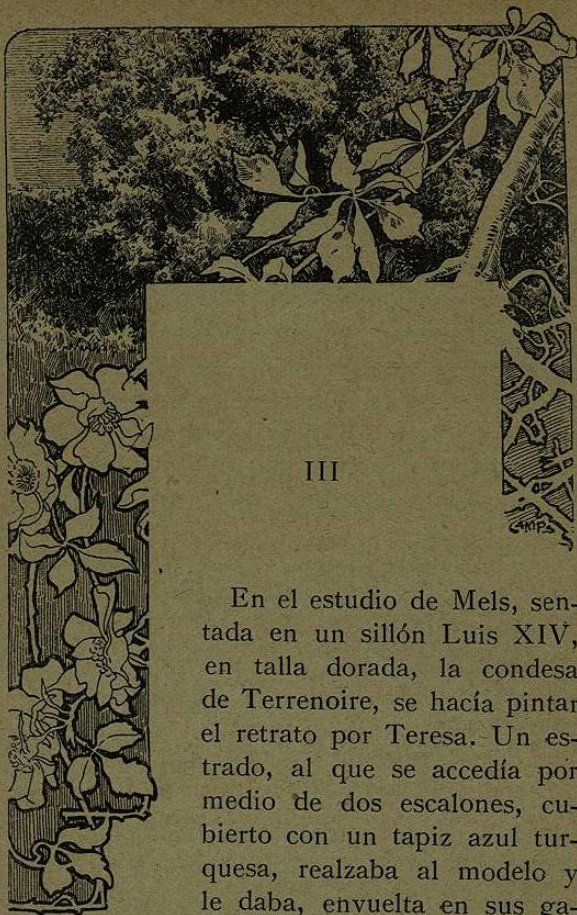 III
CAMPS
En el estudio de Mels, sen-
tada en un sillón Luis XIV,
en talla dorada, la condesa
de Terrenoire, se hacía pintar
el retrato por Teresa. Un es-
trado, al que se accedía por
medio de dos escalones, cu-
bierto con un tapiz azul tur-
quesa, realzaba al modelo y
le daba, envuelta en sus ga-